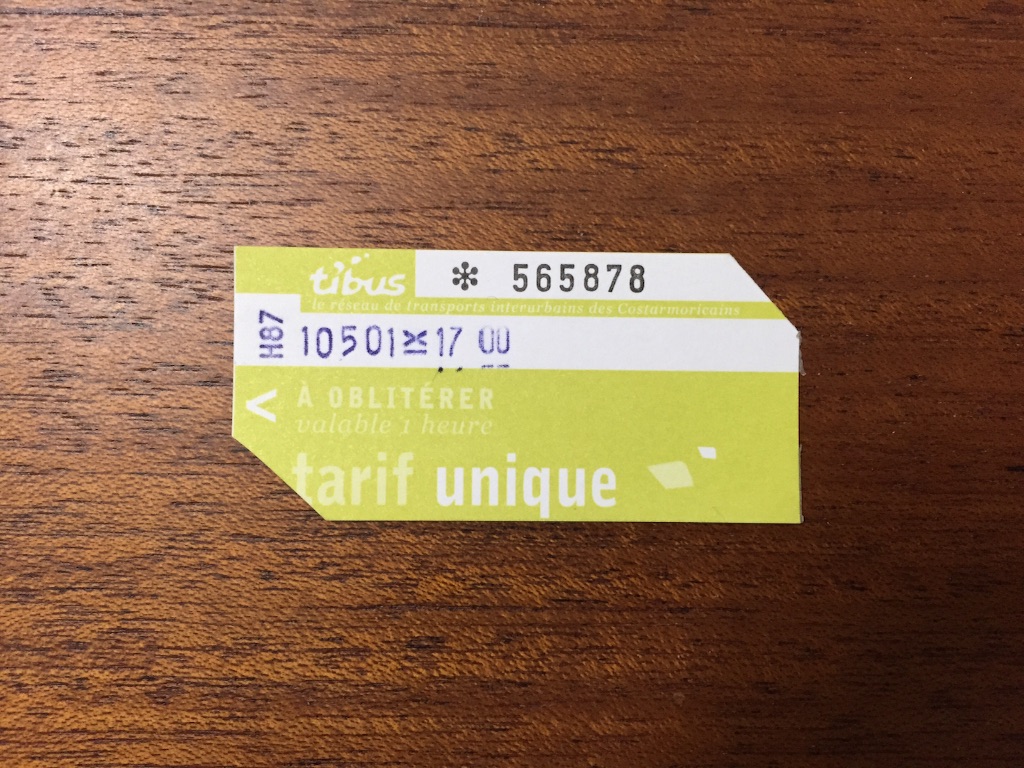 tibus
* 565878
le réseau de transports interurbains des Costarmoricains
H87
10501 17 00
< À OBLITÉRER
valable 1 heure
tarif unique